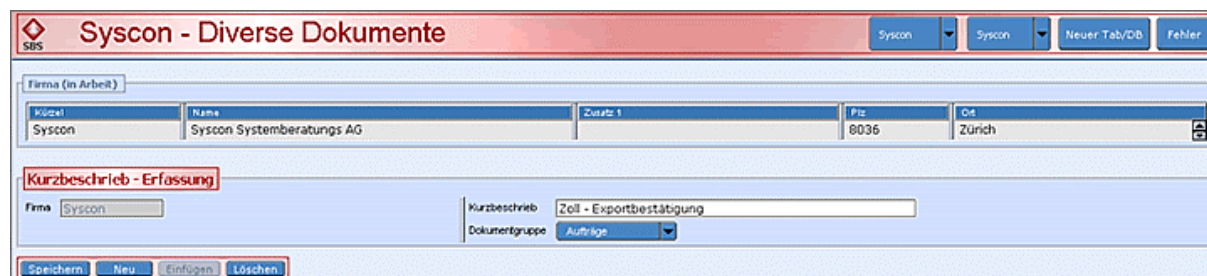 SBS
Syscon - Diverse Dokumente
Syscon Syscon Neuer Tab/DB Fehler
Firma (in Arbeit)
Kürzel Name Zusatz 1 Plz Ort
Syscon Syscon Systemberatungs AG 8036 Zürich
Kurzbeschrieb - Erfassung
Firma Syscon Kurzbeschrieb Zoll - Exportbestätigung
Dokumentgruppe Aufträge
Speichern Neu Einfügen Löschen